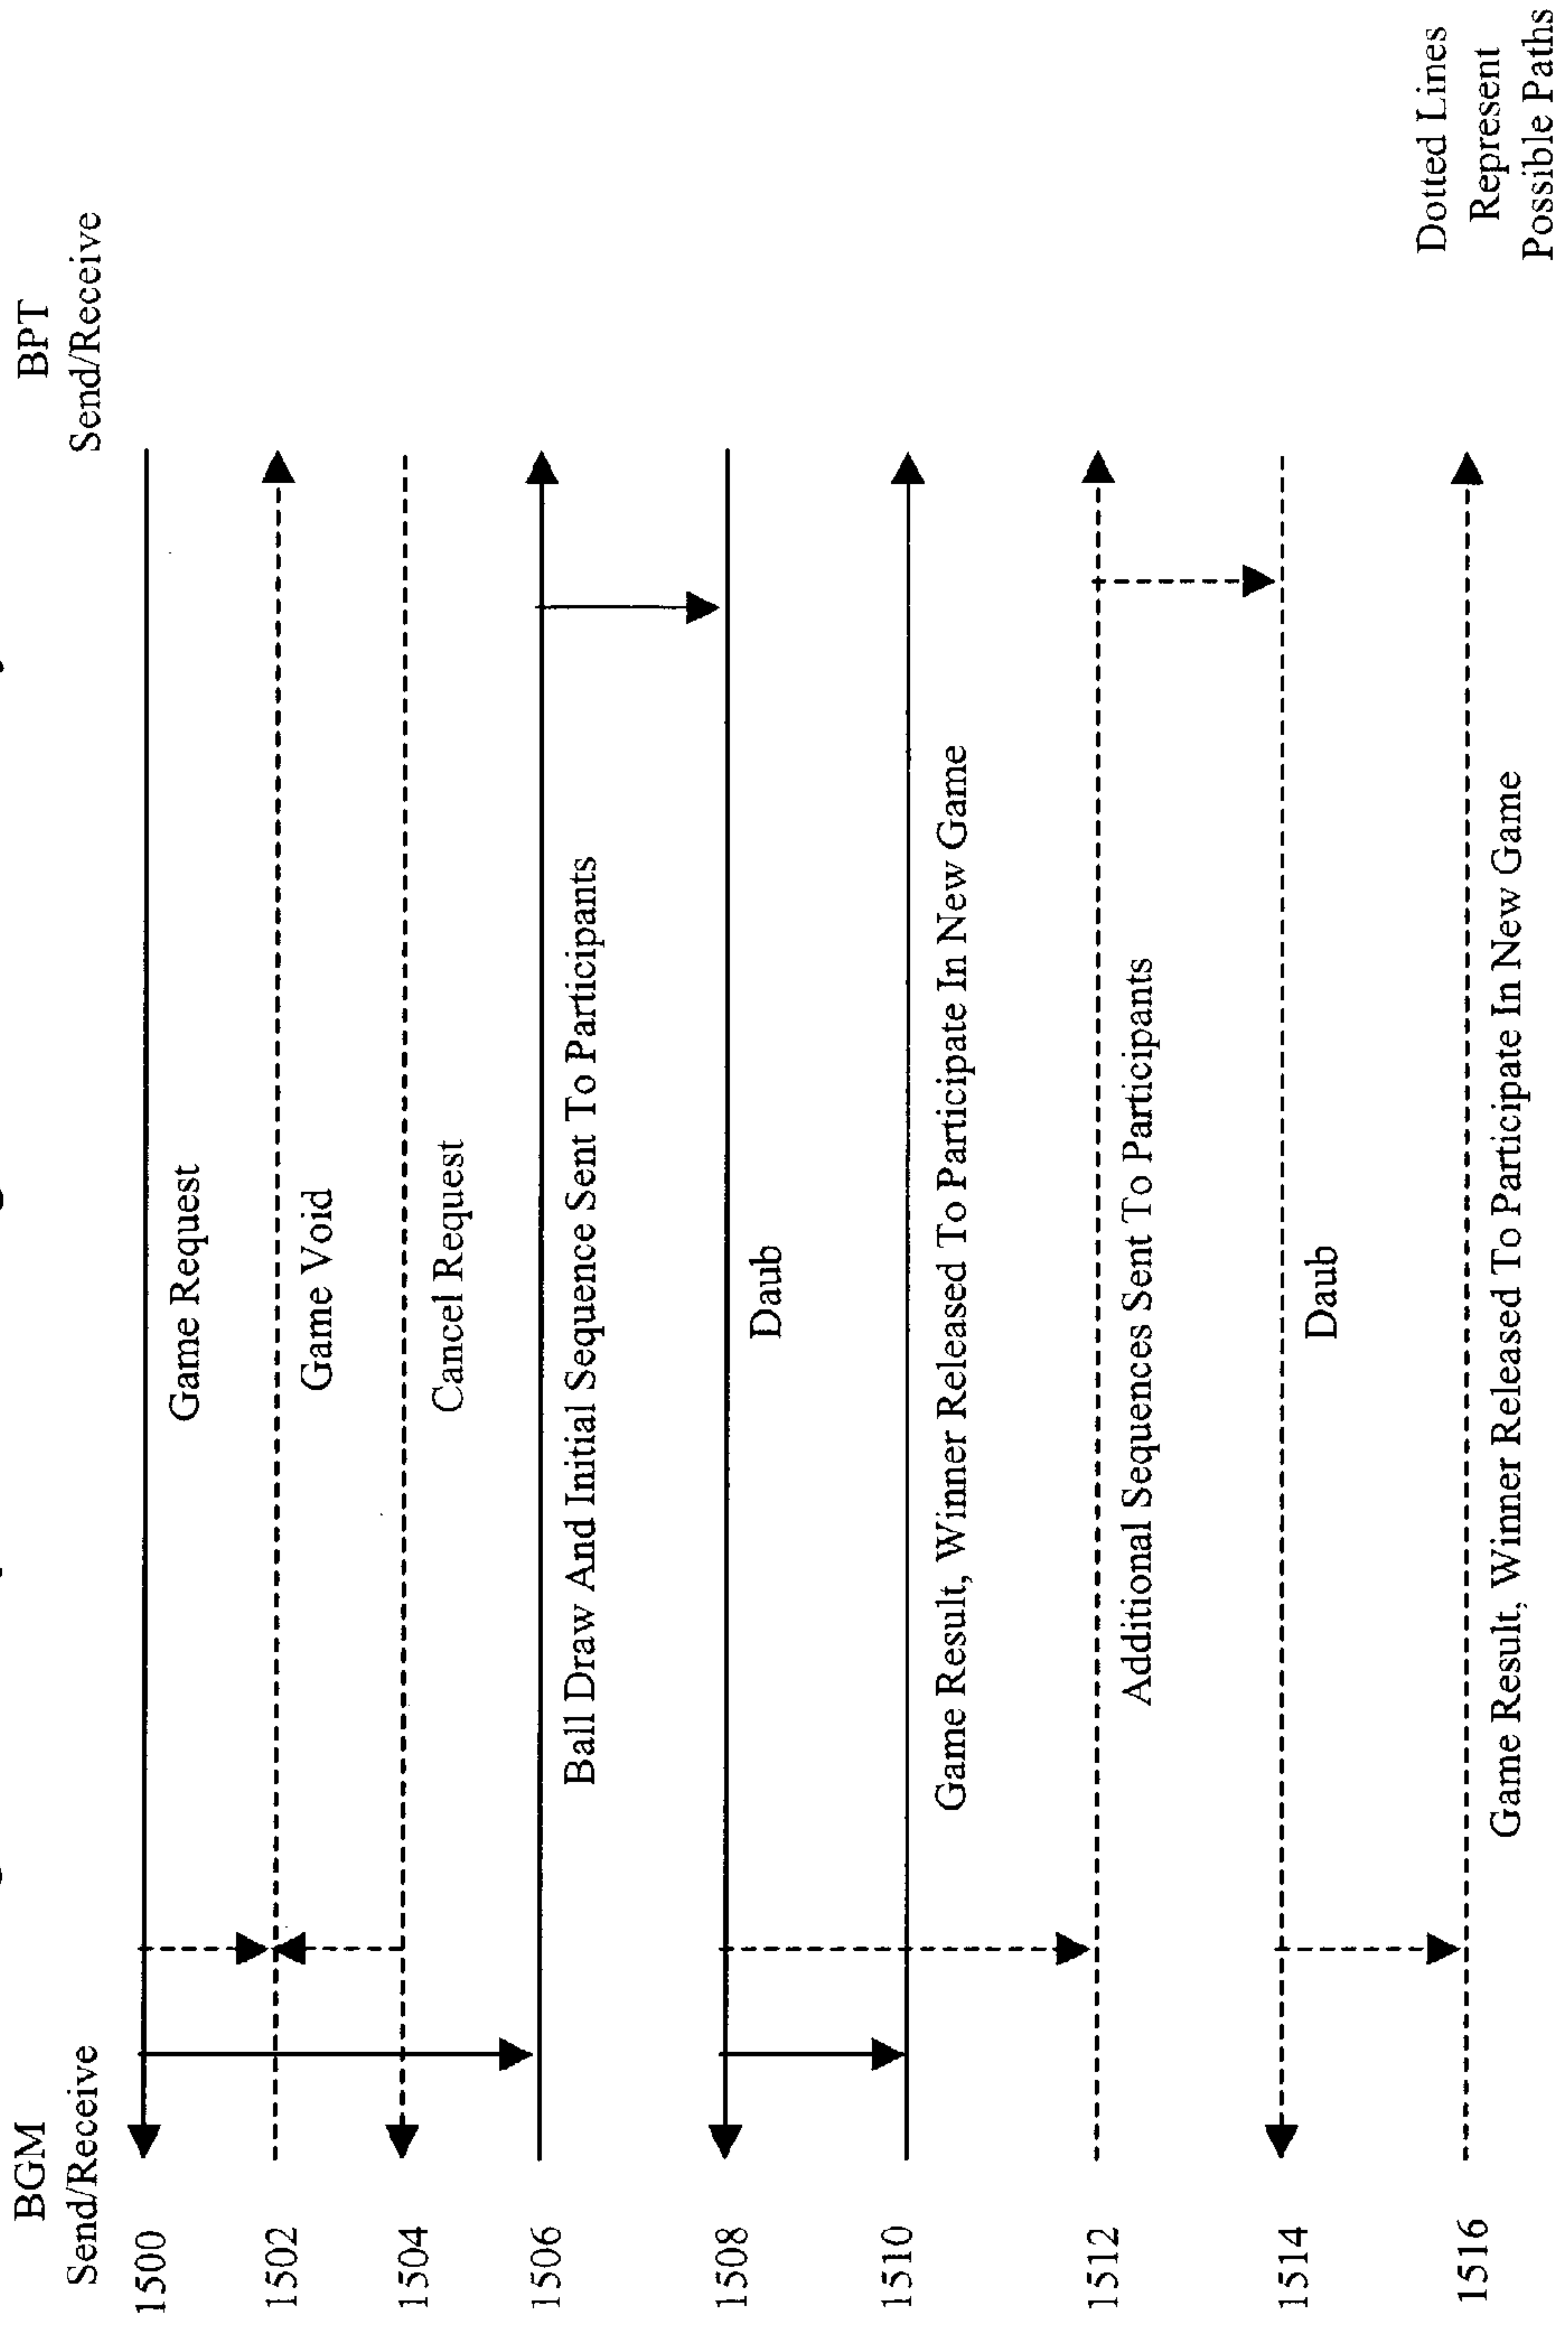 BGM
Send/Receive
BPT
Send/Receive
1500
Game Request
1502
Game Void
1504
Cancel Request
1506
Ball Draw And Initial Sequence Sent To Participants
1508
Daub
1510
Game Result, Winner Released To Participate In New Game
1512
Additional Sequences Sent To Participants
1514
Daub
1516
Game Result, Winner Released To Participate In New Game
Dotted Lines
Represent
Possible Paths